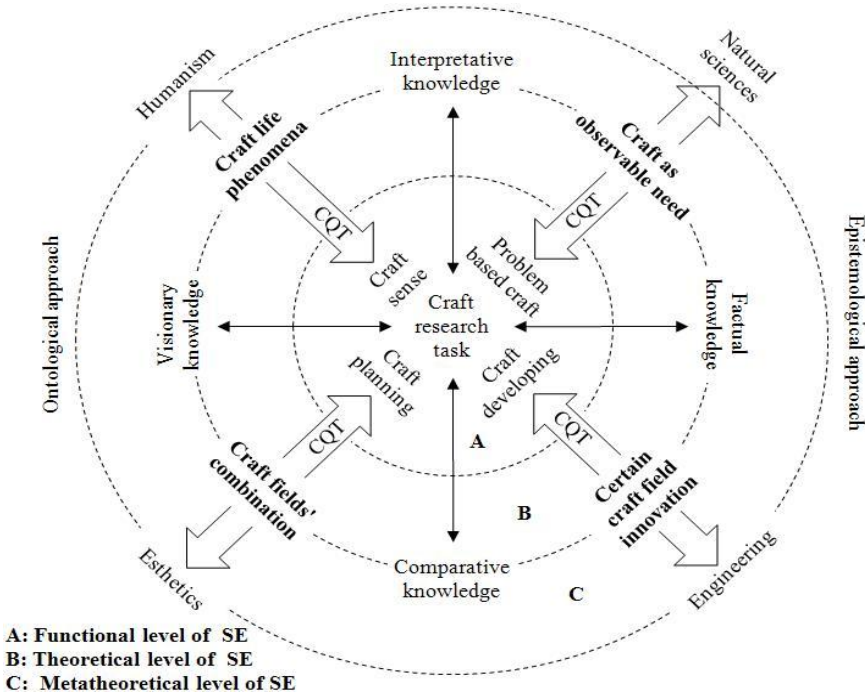 Humanism
Interpretative
knowledge
Natural
sciences
Craft life
phenomena
Craft as
observable need
CQT
CQT
Craft
sense
Problem
based craft
Ontological approach
Visionary
knowledge
Craft
research
task
Factual
knowledge
Epistemological approach
Craft
planning
Craft
developing
CQT
CQT
A
Craft fields'
combination
Certain
craft field
innovation
B
Esthetics
Comparative
knowledge
C
Engineering
A: Functional level of SE
B: Theoretical level of SE
C: Metatheoretical level of SE